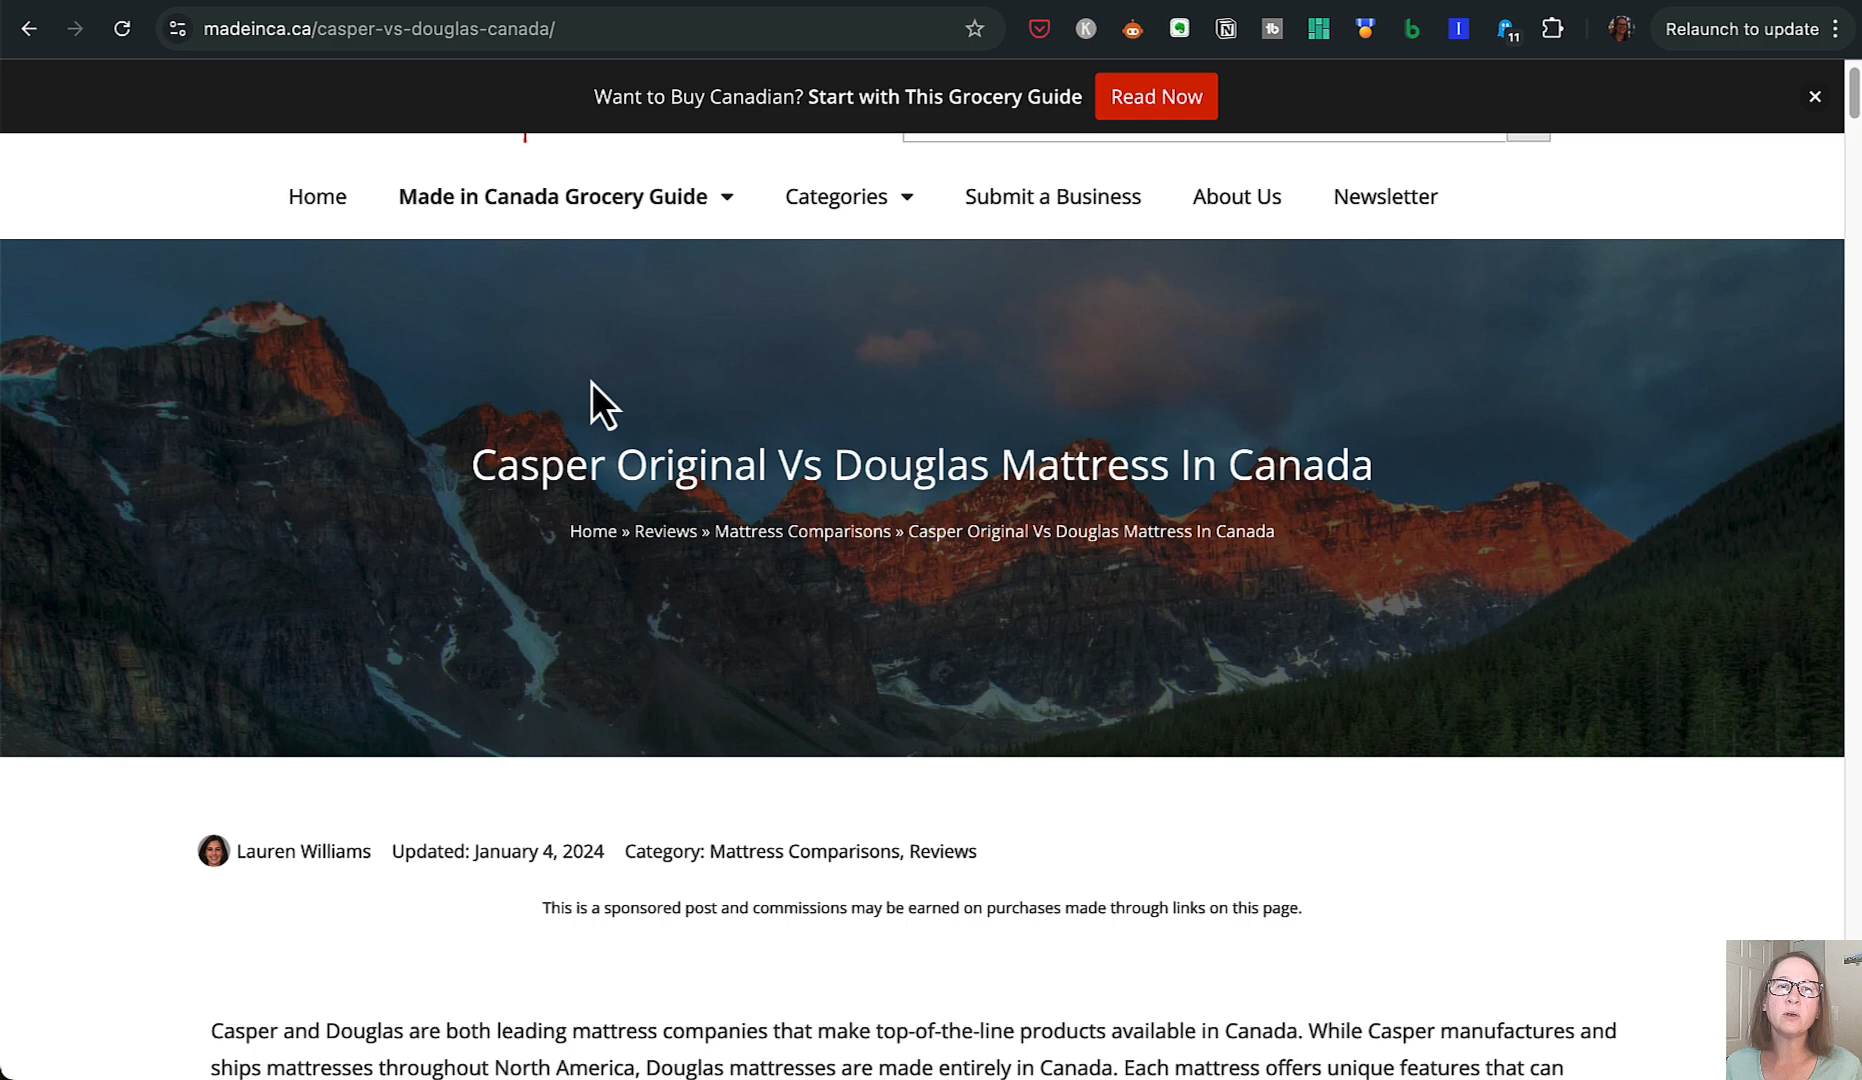 madeinca.ca/casper-vs-douglas-canada/
K
11
Relaunch to update
Want to Buy Canadian? Start with This Grocery Guide
Read Now
Home
Made in Canada Grocery Guide
Categories
Submit a Business
About Us
Newsletter
Casper Original Vs Douglas Mattress In Canada
Home » Reviews » Mattress Comparisons » Casper Original Vs Douglas Mattress In Canada
Lauren Williams
Updated: January 4, 2024
Category: Mattress Comparisons, Reviews
This is a sponsored post and commissions may be earned on purchases made through links on this page.
Casper and Douglas are both leading mattress companies that make top-of-the-line products available in Canada. While Casper manufactures and
ships mattresses throughout North America, Douglas mattresses are made entirely in Canada. Each mattress offers unique features that can